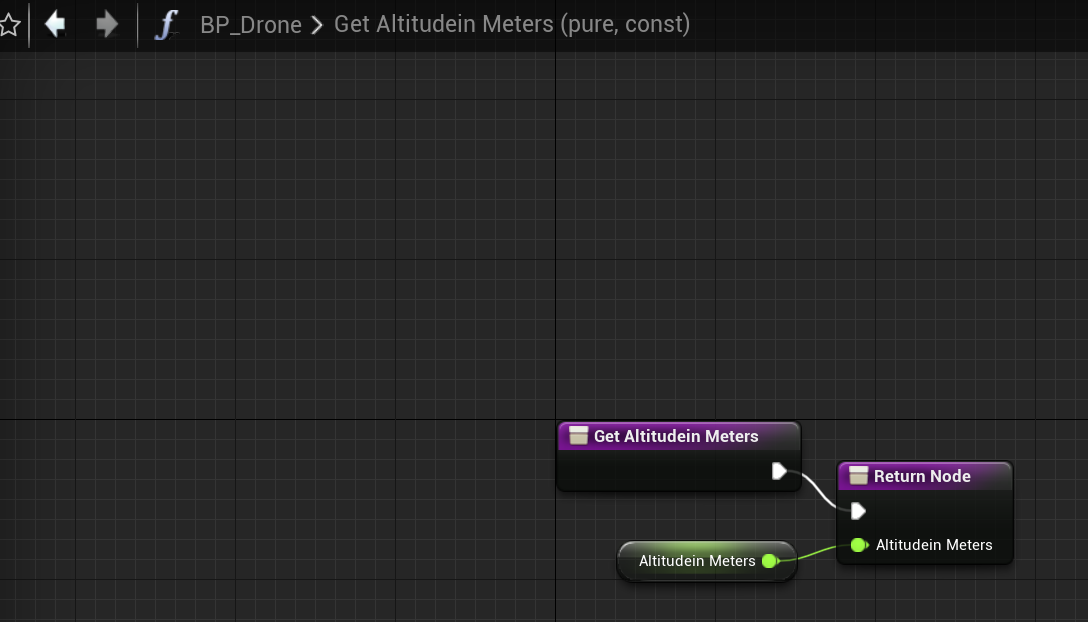 BP_Drone > Get Altitudein Meters (pure, const)
Get Altitudein Meters
Return Node
Altitudein Meters
Altitudein Meters